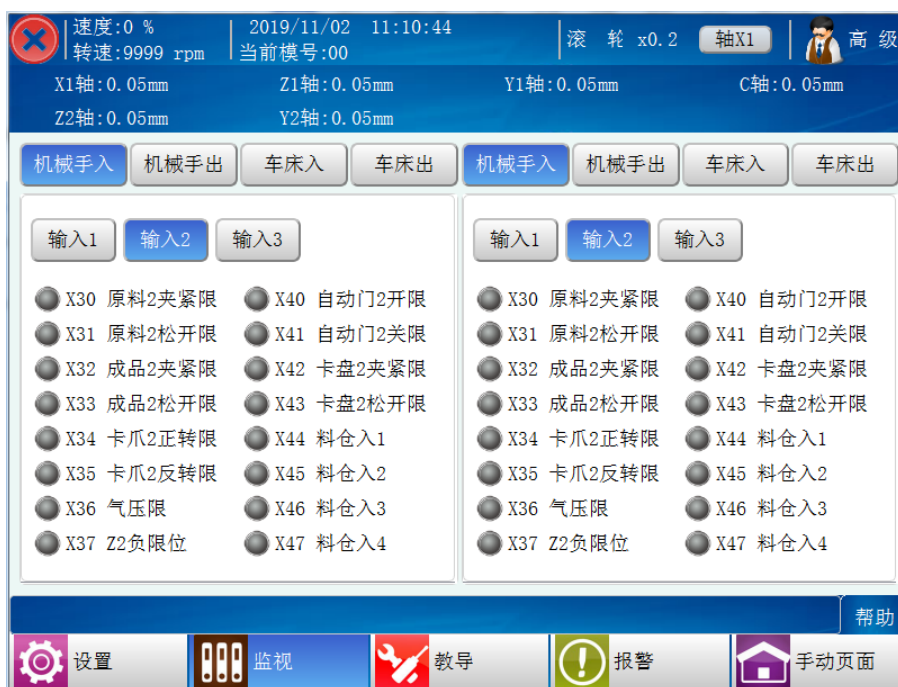 速度:0 % 2019/11/02 11:10:44 滚 轮 x0.2 轴X1 高 级
转速:9999 rpm 当前模号:00
X1轴:0.05mm Z1轴:0.05mm Y1轴:0.05mm C轴:0.05mm
Z2轴:0.05mm Y2轴:0.05mm
机械手入 机械手出 车床入 车床出 机械手入 机械手出 车床入 车床出
输入1 输入2 输入3 输入1 输入2 输入3
X30 原料2夹紧限 X40 自动门2开限 X30 原料2夹紧限 X40 自动门2开限
X31 原料2松开限 X41 自动门2关限 X31 原料2松开限 X41 自动门2关限
X32 成品2夹紧限 X42 卡盘2夹紧限 X32 成品2夹紧限 X42 卡盘2夹紧限
X33 成品2松开限 X43 卡盘2松开限 X33 成品2松开限 X43 卡盘2松开限
X34 卡爪2正转限 X44 料仓入1 X34 卡爪2正转限 X44 料仓入1
X35 卡爪2反转限 X45 料仓入2 X35 卡爪2反转限 X45 料仓入2
X36 气压限 X46 料仓入3 X36 气压限 X46 料仓入3
X37 Z2负限位 X47 料仓入4 X37 Z2负限位 X47 料仓入4
帮助
设置 监视 教导 报警 手动页面